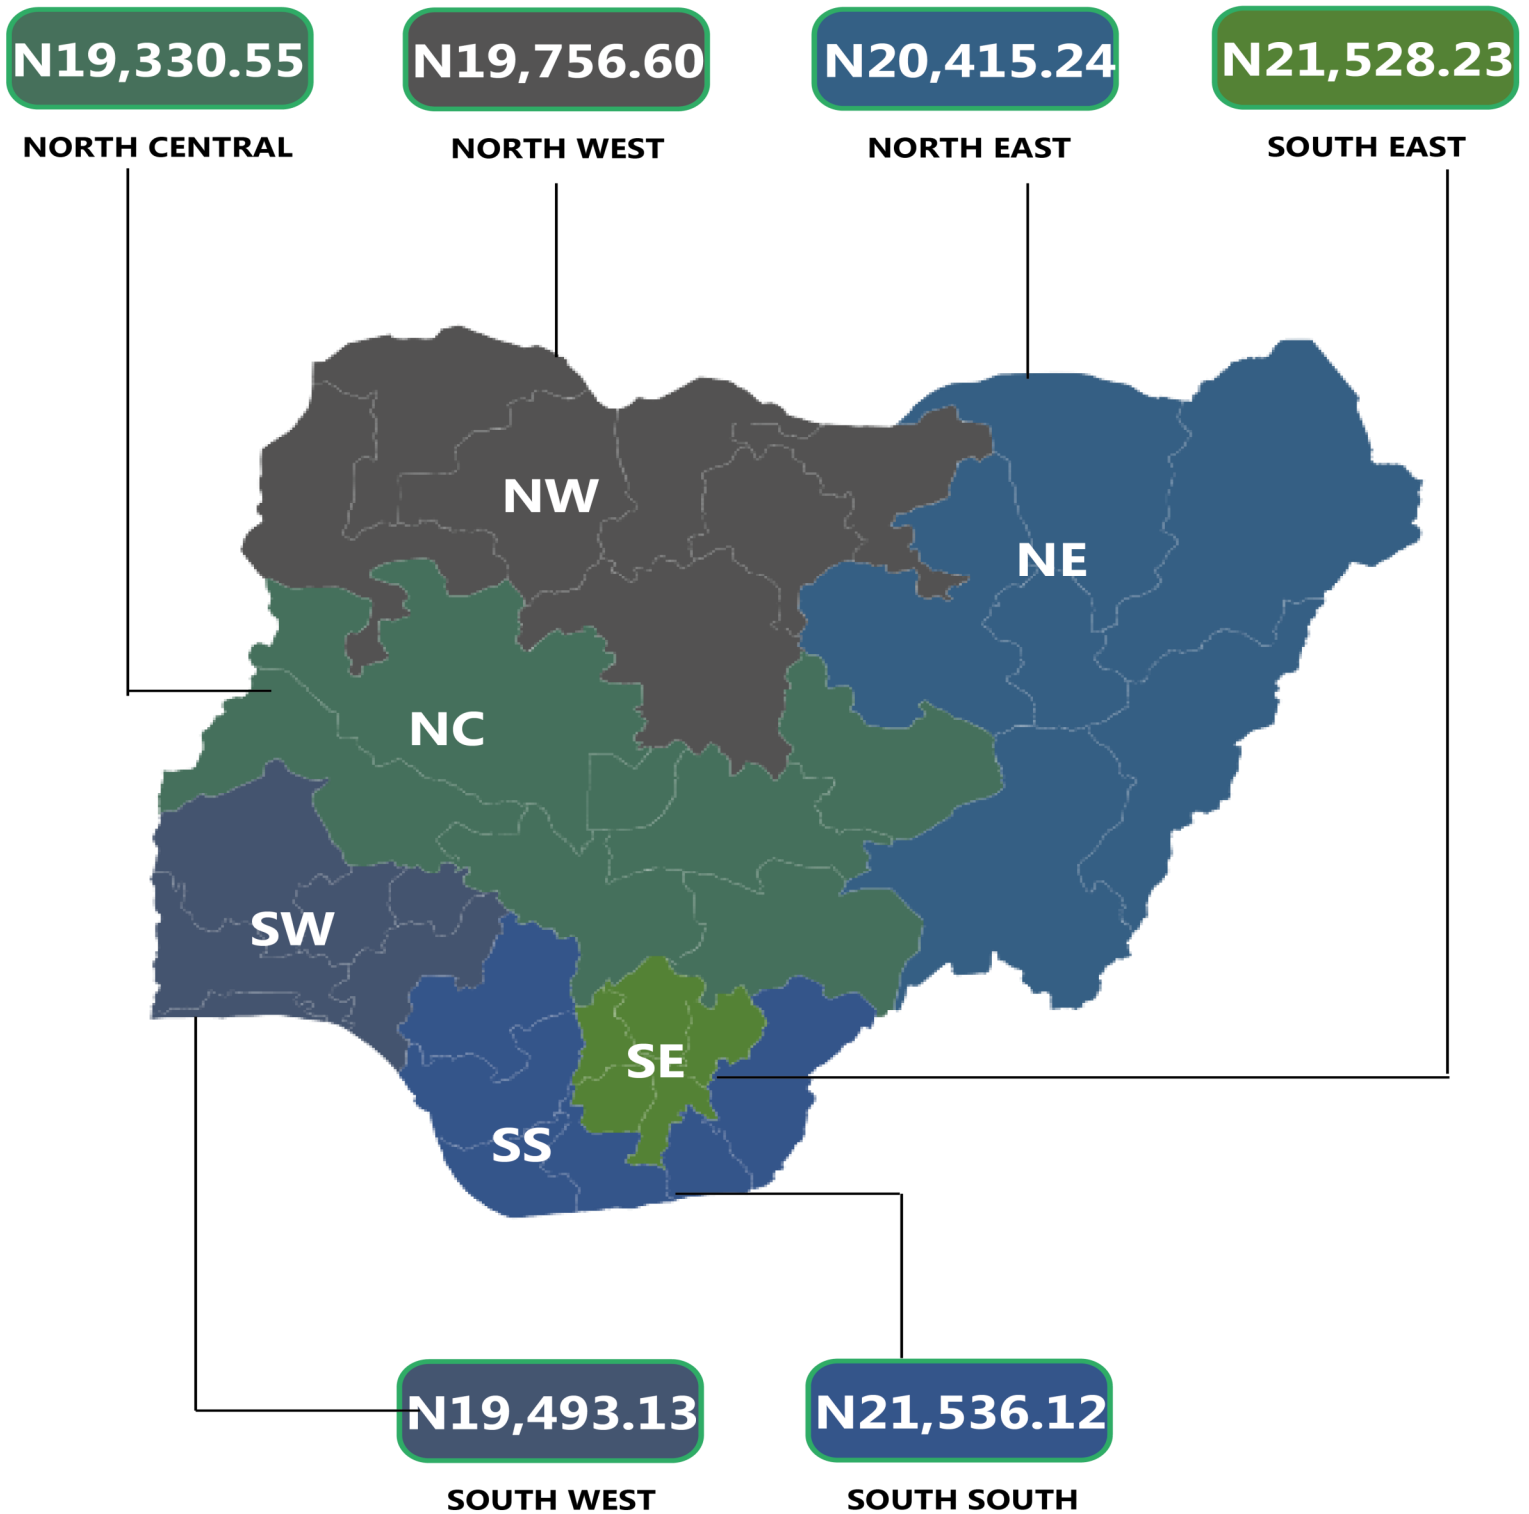 N19,330.55
NORTH CENTRAL
N19,756.60
NORTH WEST
N20,415.24
NORTH EAST
N21,528.23
SOUTH EAST
NW
NE
NC
SW
SE
SS
N19,493.13
SOUTH WEST
N21,536.12
SOUTH SOUTH